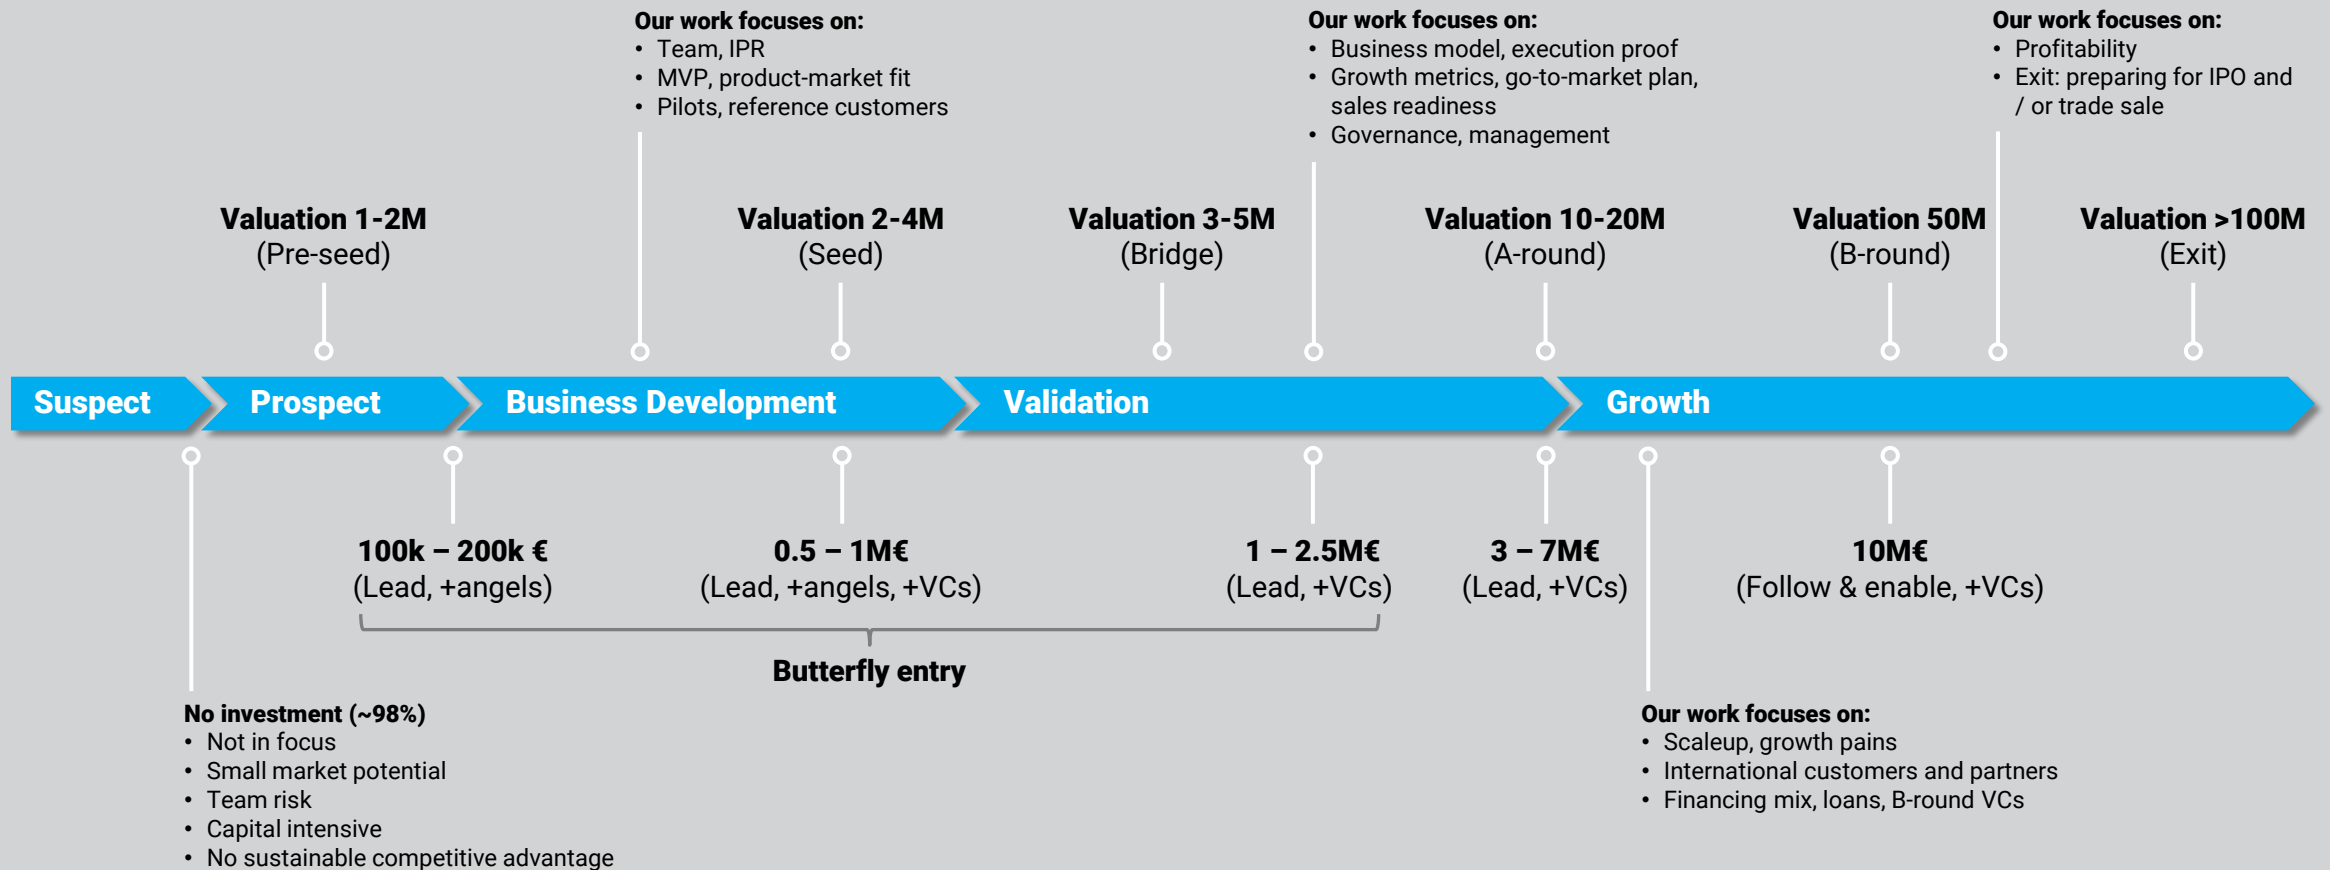 Our work focuses on:
• Team, IPR
• MVP, product-market fit
• Pilots, reference customers
Our work focuses on:
• Business model, execution proof
• Growth metrics, go-to-market plan,
sales readiness
• Governance, management
Our work focuses on:
• Profitability
• Exit: preparing for IPO and
/ or trade sale
Valuation 1-2M
(Pre-seed)
Valuation 2-4M
(Seed)
Valuation 3-5M
(Bridge)
Valuation 10-20M
(A-round)
Valuation 50M
(B-round)
Valuation >100M
(Exit)
Suspect
Prospect
Business Development
Validation
Growth
100k – 200k €
(Lead, +angels)
0.5 – 1M€
(Lead, +angels, +VCs)
1 – 2.5M€
(Lead, +VCs)
3 – 7M€
(Lead, +VCs)
10M€
(Follow & enable, +VCs)
Butterfly entry
No investment (~98%)
• Not in focus
• Small market potential
• Team risk
• Capital intensive
• No sustainable competitive advantage
Our work focuses on:
• Scaleup, growth pains
• International customers and partners
• Financing mix, loans, B-round VCs